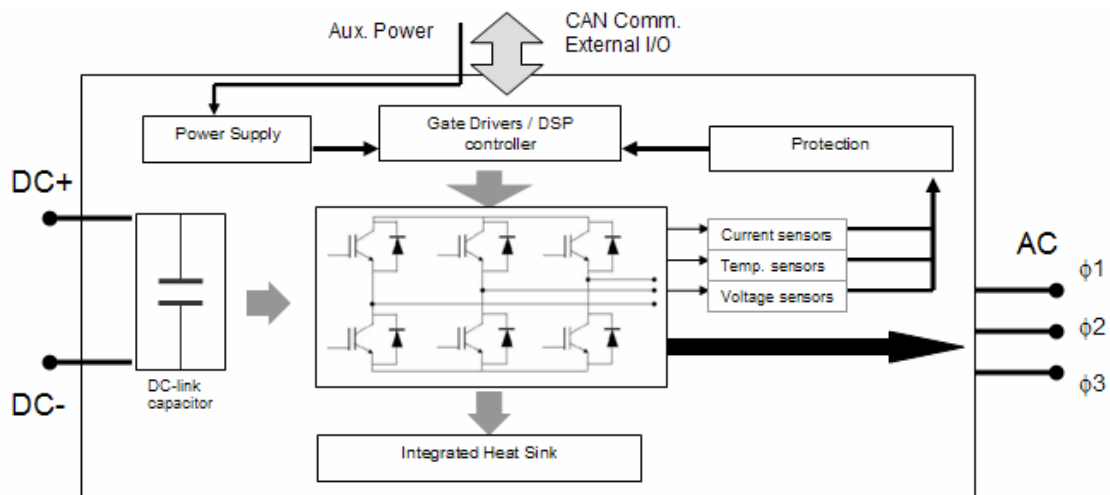 Aux. Power
CAN Comm.
External I/O
Power Supply
Gate Drivers / DSP
controller
Protection
DC+
Current sensors
Temp. sensors
Voltage sensors
AC
ϕ1
ϕ2
ϕ3
DC-
DC-link
capacitor
Integrated Heat Sink